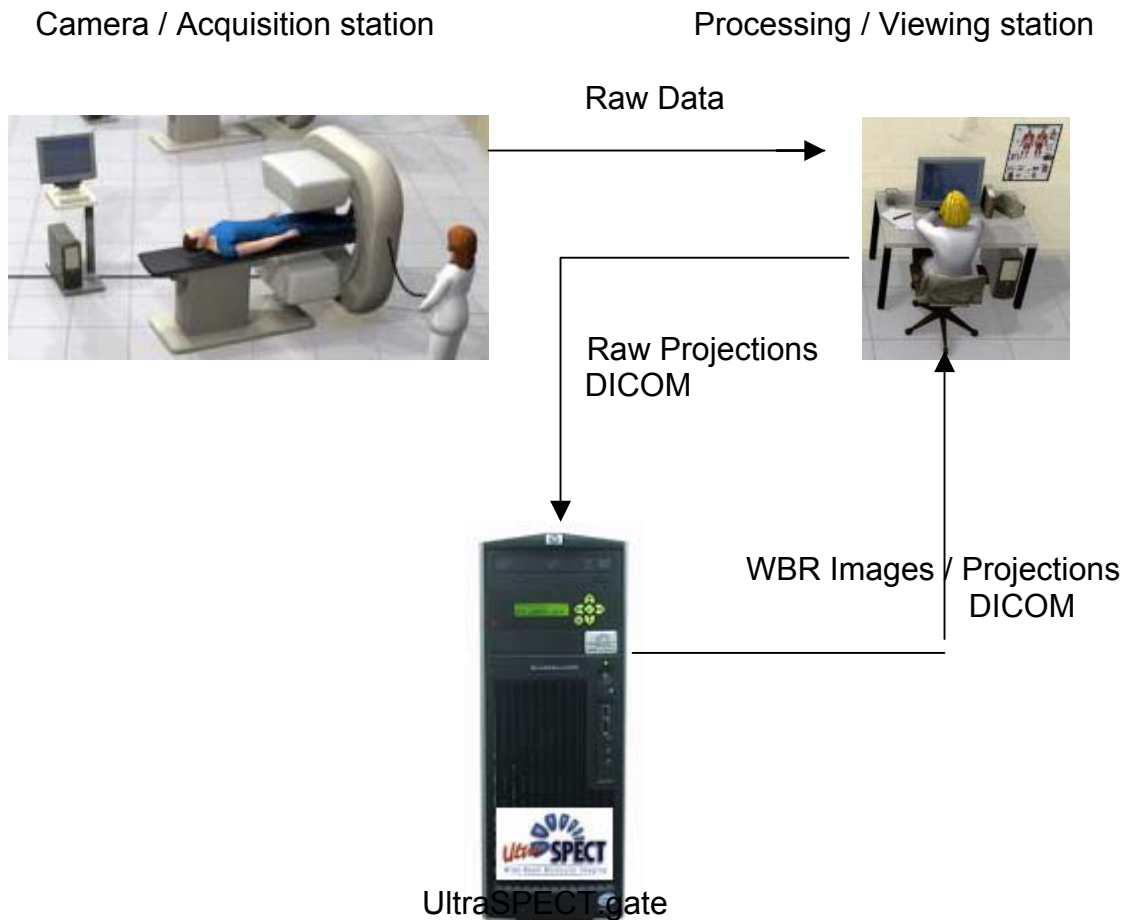 Camera / Acquisition station
Processing / Viewing station
Raw Data
Raw Projections
DICOM
WBR Images / Projections
DICOM
UltraSPECT
UltraSPECT.gate